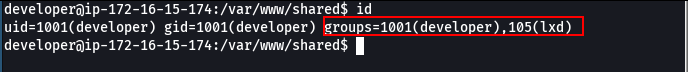 developer@ip-172-16-15-174:/var/www/shared$ id
uid=1001(developer) gid=1001(developer) groups=1001(developer),105(lxd)
developer@ip-172-16-15-174:/var/www/shared$